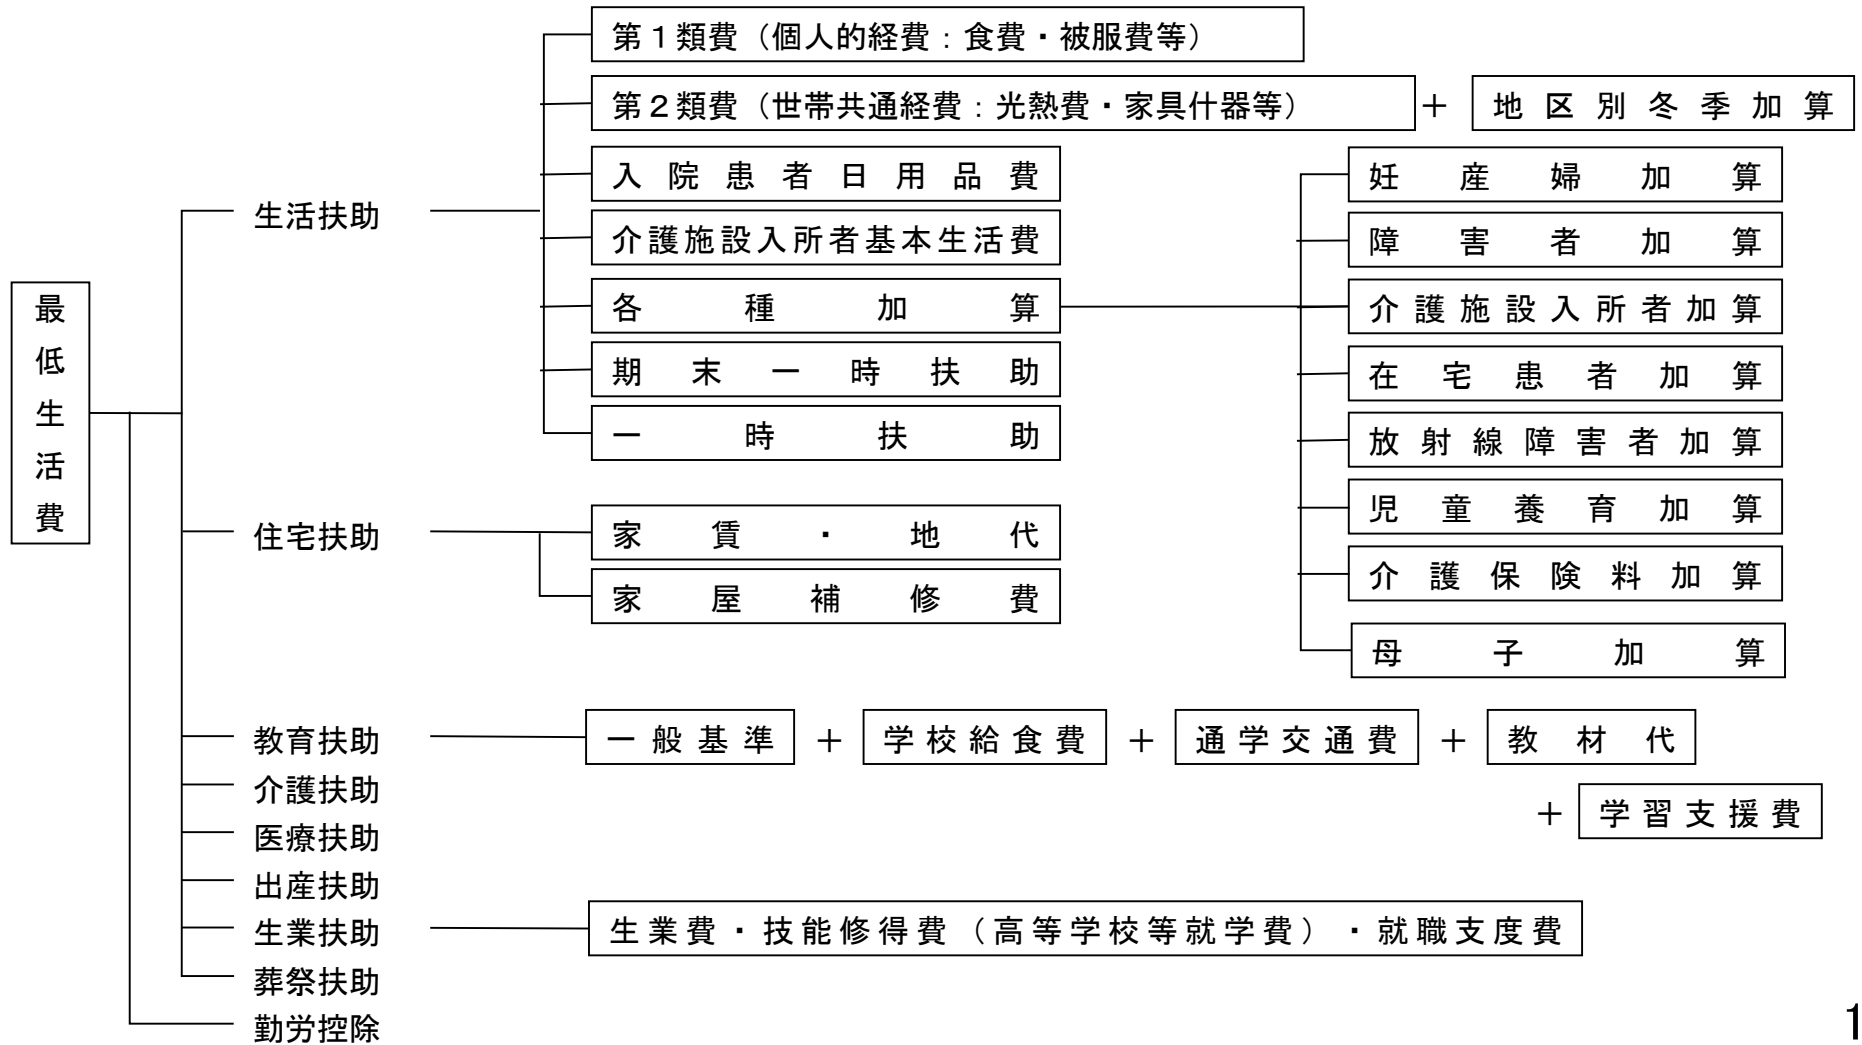 最低生活費
生活扶助
第1類費（個人的経費：食費・被服費等）
第2類費（世帯共通経費：光熱費・家具什器等）
＋
地区別冬季加算
入院患者日用品費
介護施設入所者基本生活費
各種加算
期末一時扶助
一時扶助
妊産婦加算
障害者加算
介護施設入所者加算
在宅患者加算
放射線障害者加算
児童養育加算
介護保険料加算
母子加算
住宅扶助
家賃・地代
家屋補修費
教育扶助
一般基準 ＋ 学校給食費 ＋ 通学交通費 ＋ 教材代
＋ 学習支援費
介護扶助
医療扶助
出産扶助
生業扶助
生業費・技能修得費（高等学校等就学費）・就職支度費
葬祭扶助
勤労控除
1